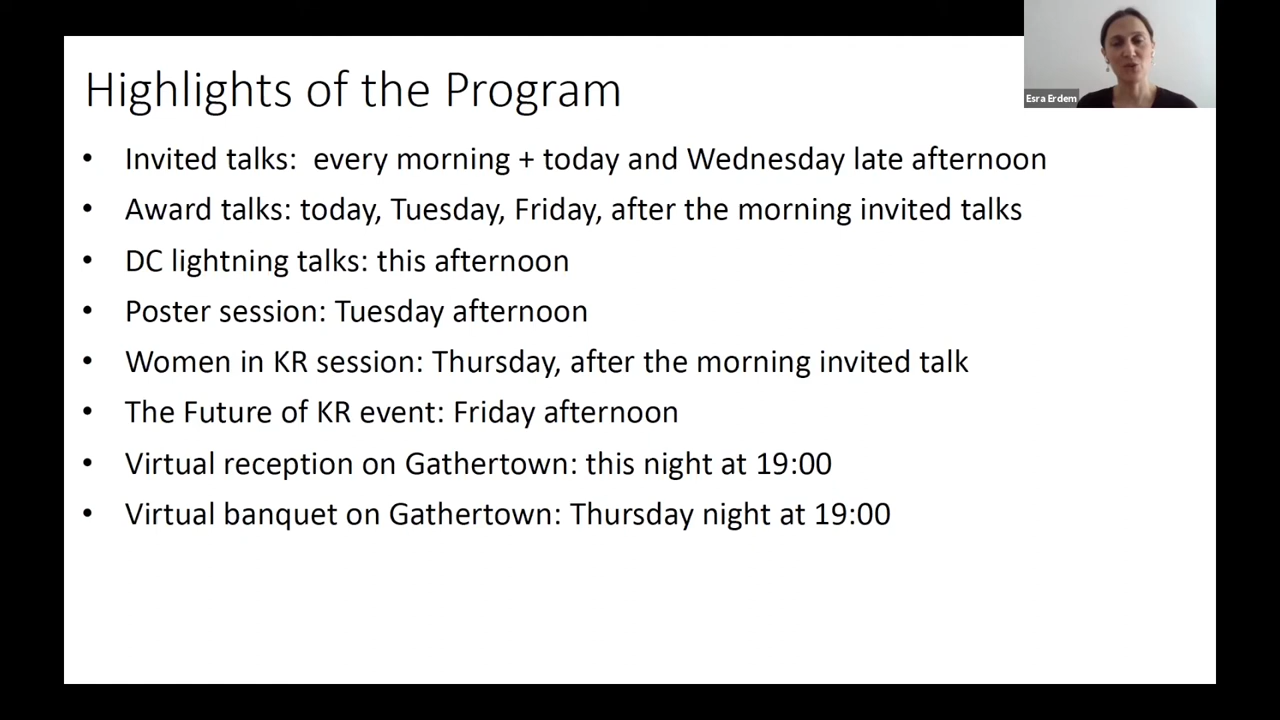 Highlights of the Program
Esra Erdem
• Invited talks:  every morning + today and Wednesday late afternoon
• Award talks: today, Tuesday, Friday, after the morning invited talks
• DC lightning talks: this afternoon
• Poster session: Tuesday afternoon
• Women in KR session: Thursday, after the morning invited talk
• The Future of KR event: Friday afternoon
• Virtual reception on Gathertown: this night at 19:00
• Virtual banquet on Gathertown: Thursday night at 19:00